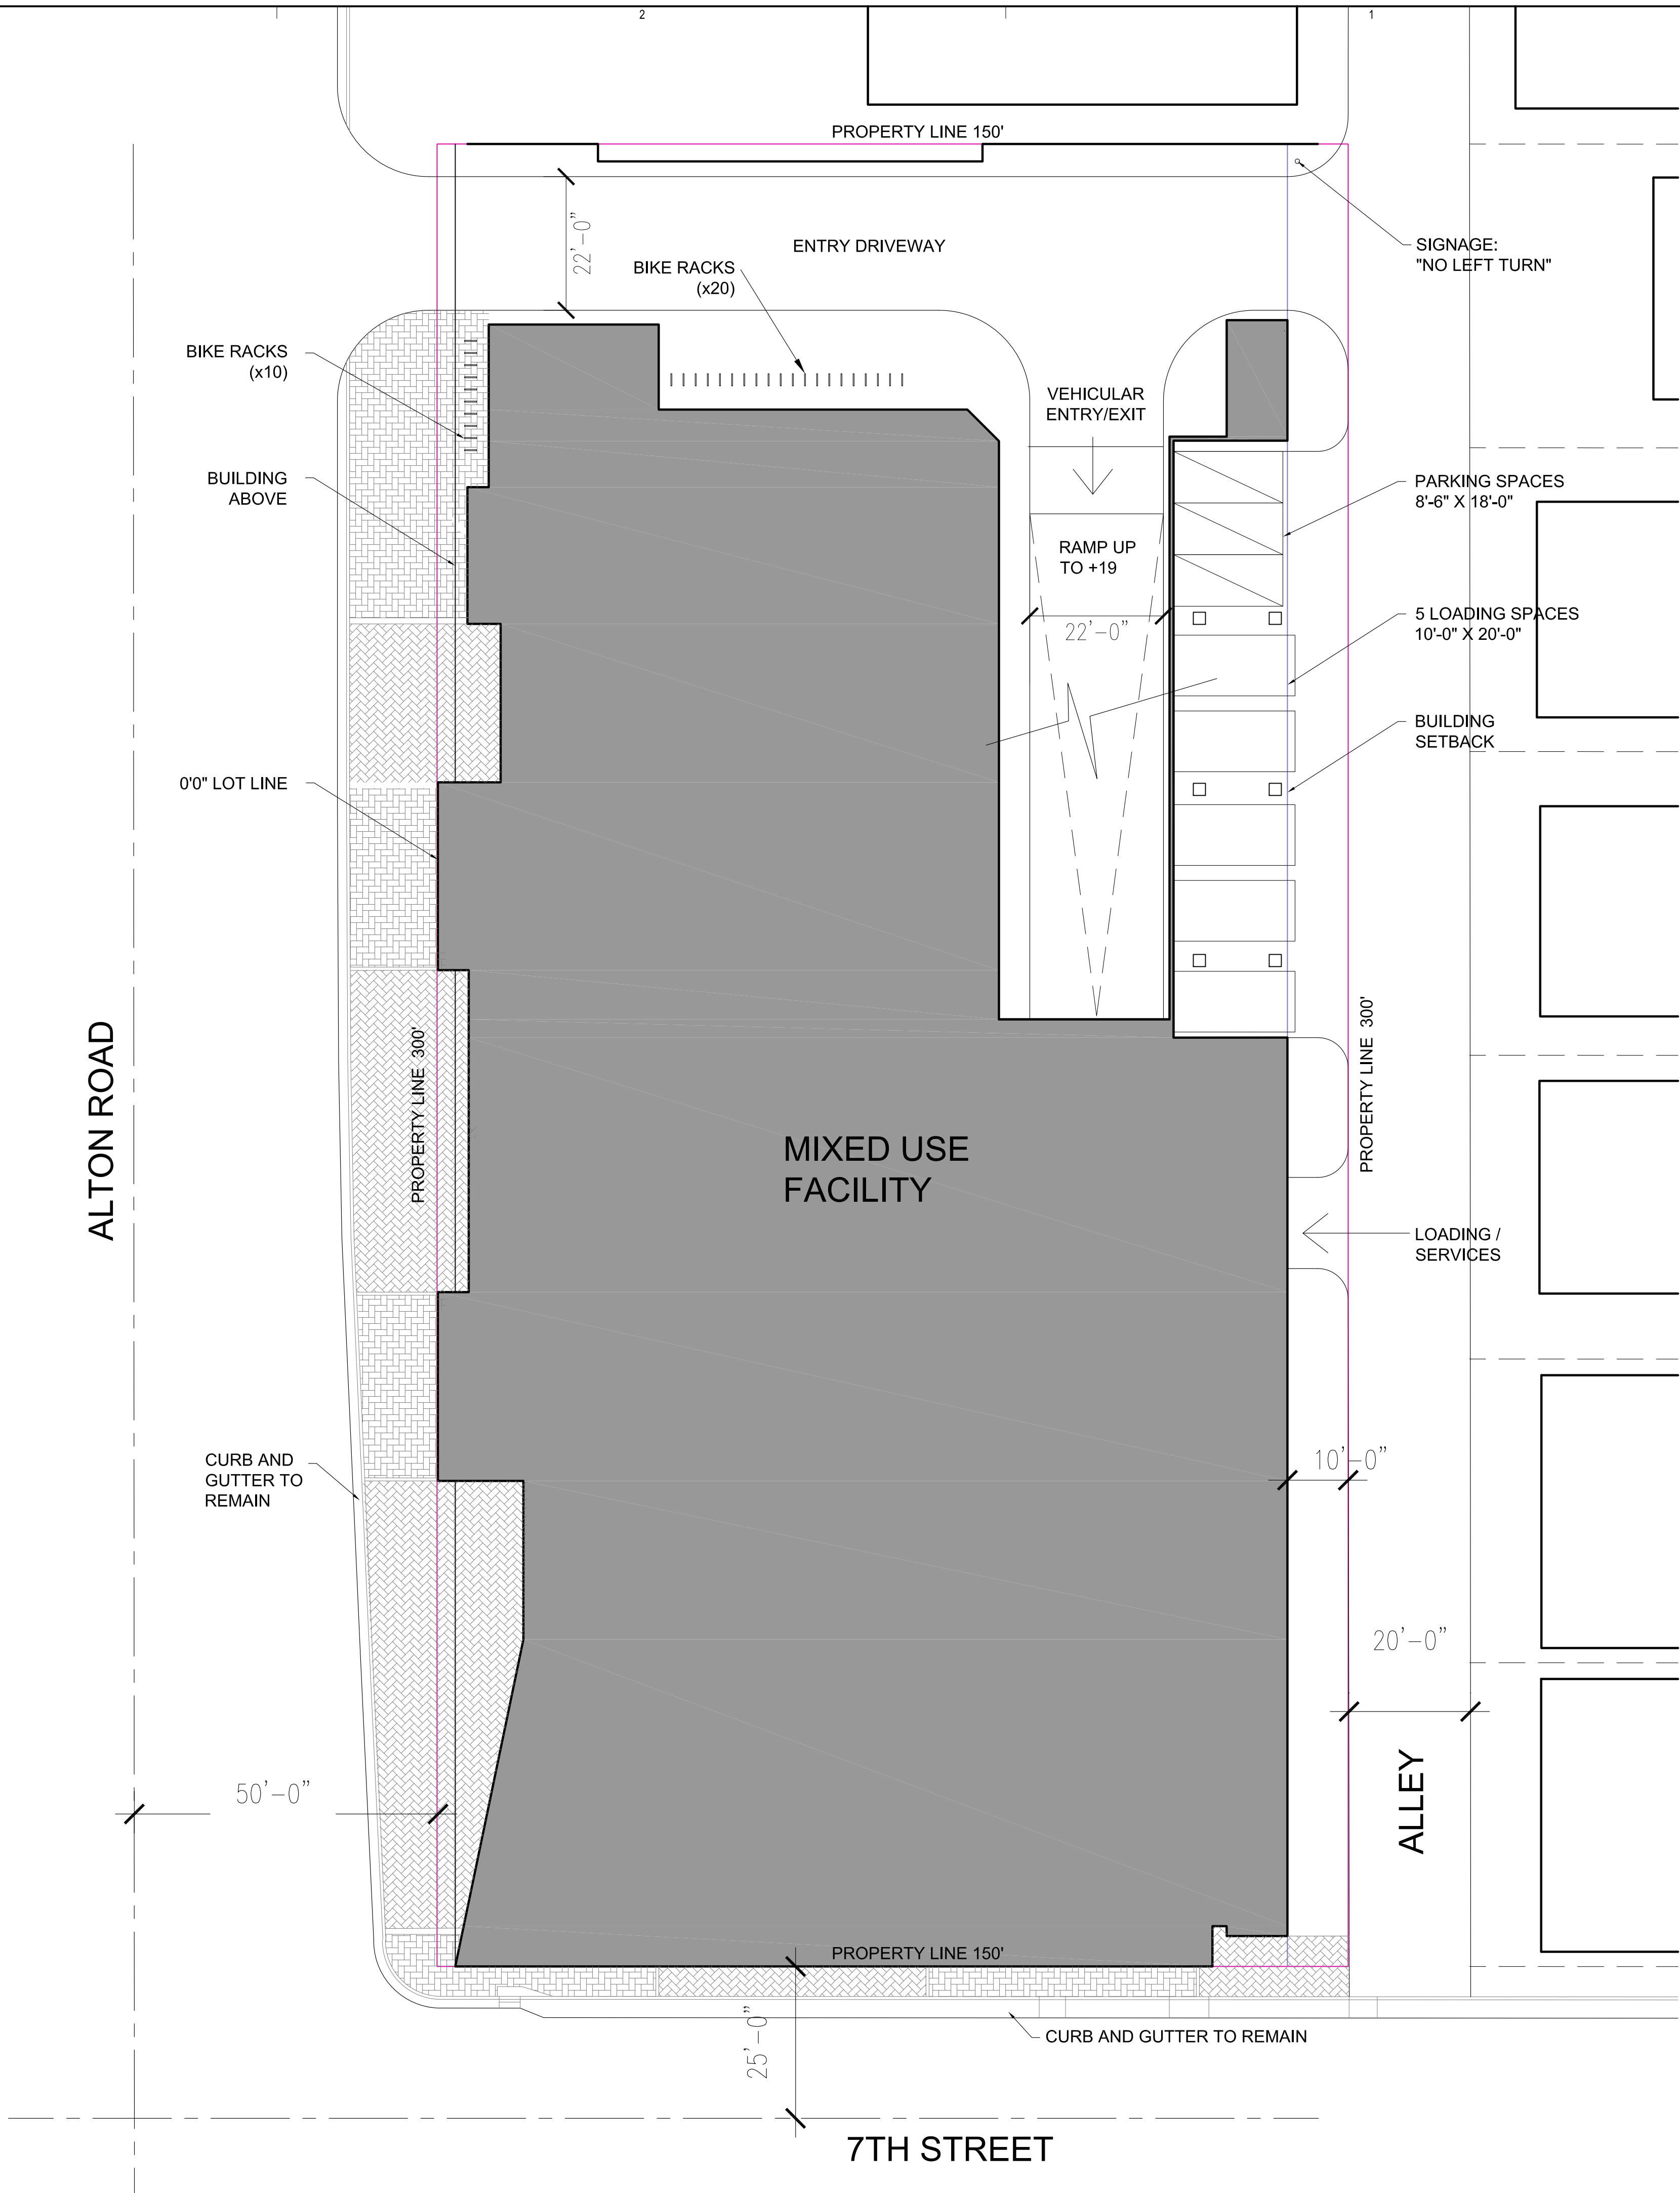 2
1
PROPERTY LINE 150'
22'-0"
ENTRY DRIVEWAY
SIGNAGE:
"NO LEFT TURN"
BIKE RACKS
(x20)
BIKE RACKS
(x10)
VEHICULAR
ENTRY/EXIT
BUILDING
ABOVE
PARKING SPACES
8'-6" X 18'-0"
RAMP UP
TO +19
22'-0"
5 LOADING SPACES
10'-0" X 20'-0"
BUILDING
SETBACK
0'0" LOT LINE
ALTON ROAD
PROPERTY LINE 300'
PROPERTY LINE 300'
MIXED USE
FACILITY
LOADING /
SERVICES
CURB AND
GUTTER TO
REMAIN
10'-0"
20'-0"
50'-0"
ALLEY
PROPERTY LINE 150'
25'-0"
CURB AND GUTTER TO REMAIN
7TH STREET